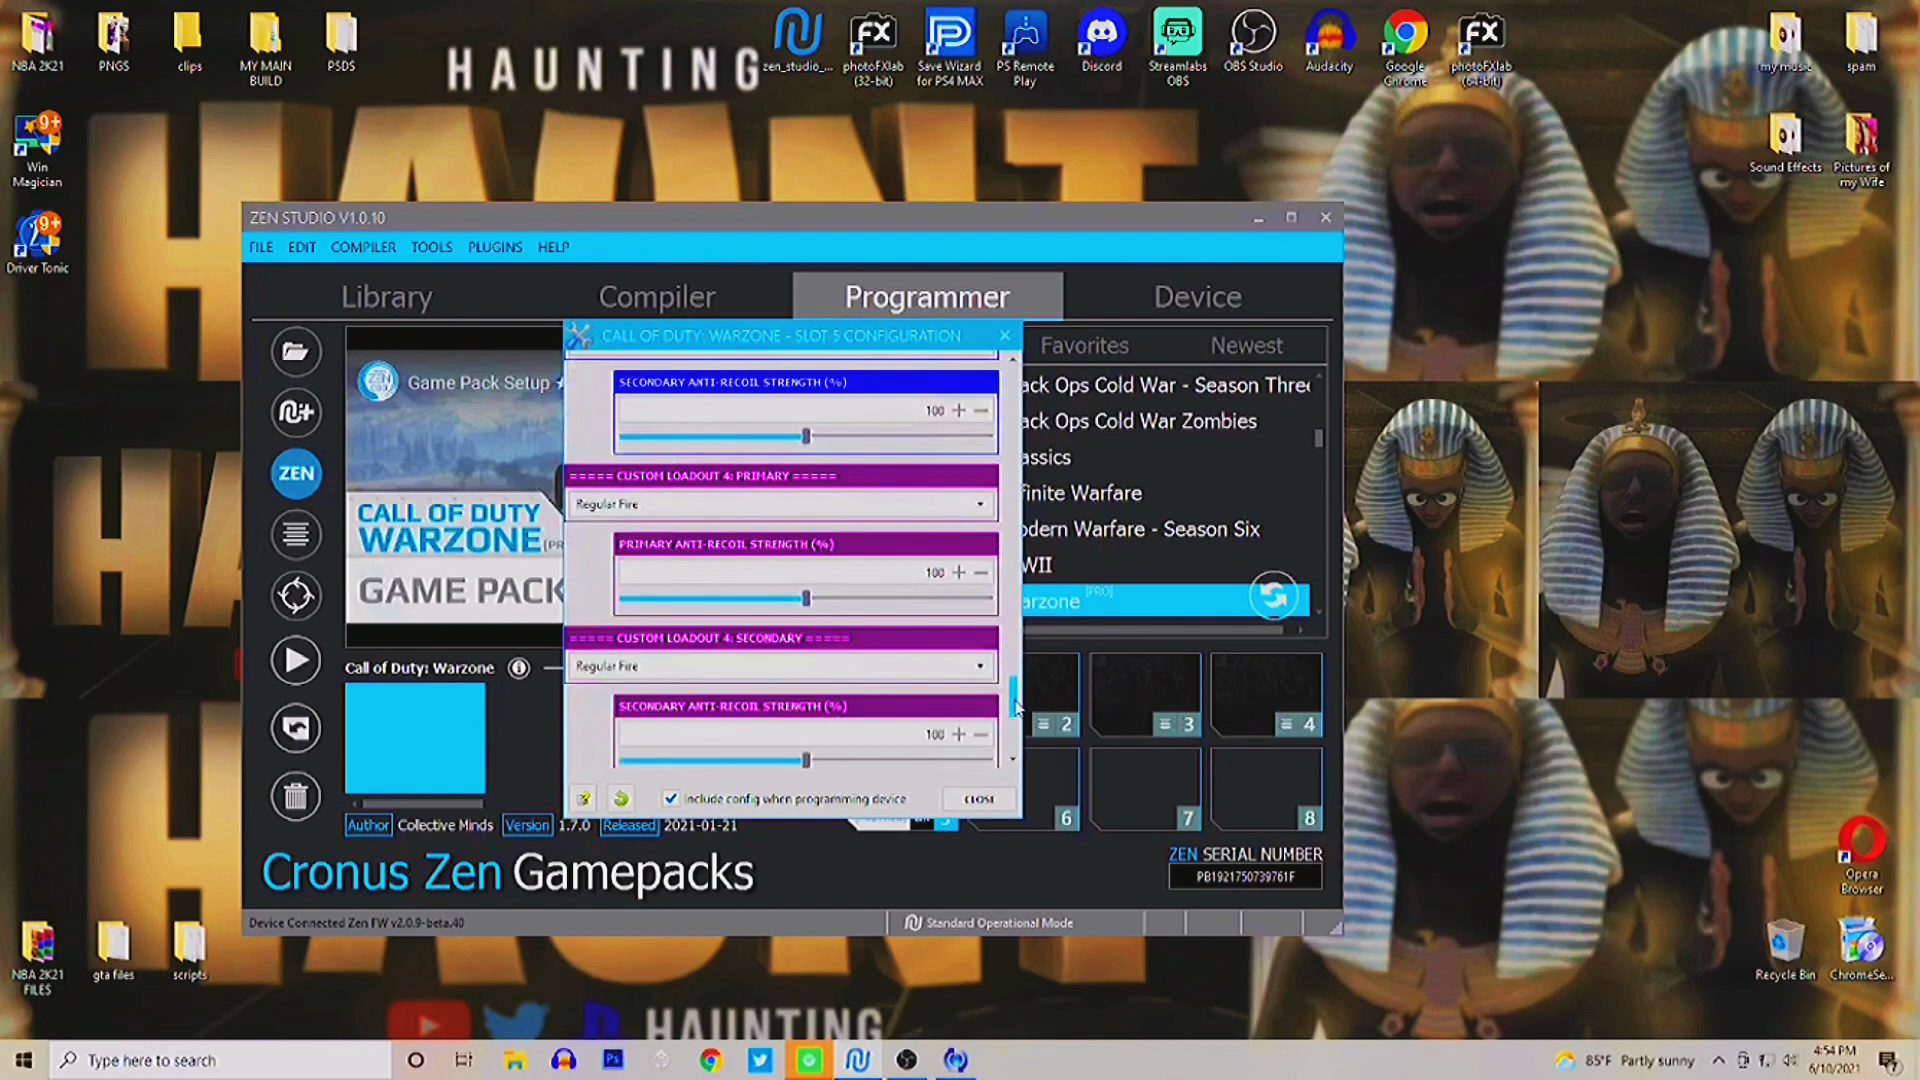 NBA 2K21
PNGS
clips
MY MAIN
BUILD
PSDS
zen_studio_...
photoFXlab
(32-bit)
Save Wizard
for PS4 MAX
PS Remote
Play
Discord
Streamlabs
OBS
OBS Studio
Audacity
Google
Chrome
photoFXlab
(64-bit)
my music
spam
HAUNTING
HAUNT
9+
Win
Magician
Sound Effects
Pictures of
my Wife
9+
Driver Tonic
ZEN STUDIO V1.0.10
FILE EDIT COMPILER TOOLS PLUGINS HELP
Library Compiler Programmer Device
CALL OF DUTY: WARZONE - SLOT 5 CONFIGURATION
Favorites Newest
Game Pack Setup
SECONDARY ANTI-RECOIL STRENGTH (%)
100
===== CUSTOM LOADOUT 4: PRIMARY =====
Regular Fire
PRIMARY ANTI-RECOIL STRENGTH (%)
100
===== CUSTOM LOADOUT 4: SECONDARY =====
Regular Fire
SECONDARY ANTI-RECOIL STRENGTH (%)
100
Include config when programming device
CLOSE
ack Ops Cold War - Season Three
ack Ops Cold War Zombies
assics
finite Warfare
odern Warfare - Season Six
WII
arzone [PRO]
ZEN
CALL OF DUTY
WARZONE [PR
GAME PACK
Call of Duty: Warzone
2
3
4
5
6
7
8
Author Colective Minds Version 1.7.0 Released 2021-01-21
Cronus Zen Gamepacks
ZEN SERIAL NUMBER
PB1921750739761F
Device Connected Zen FW v2.0.9-beta.40
Standard Operational Mode
Opera
Browser
NBA 2K21
FILES
gta files
scripts
Recycle Bin
ChromeSe...
HAUNTING
Type here to search
Ps
85°F Partly sunny
4:54 PM
6/10/2021